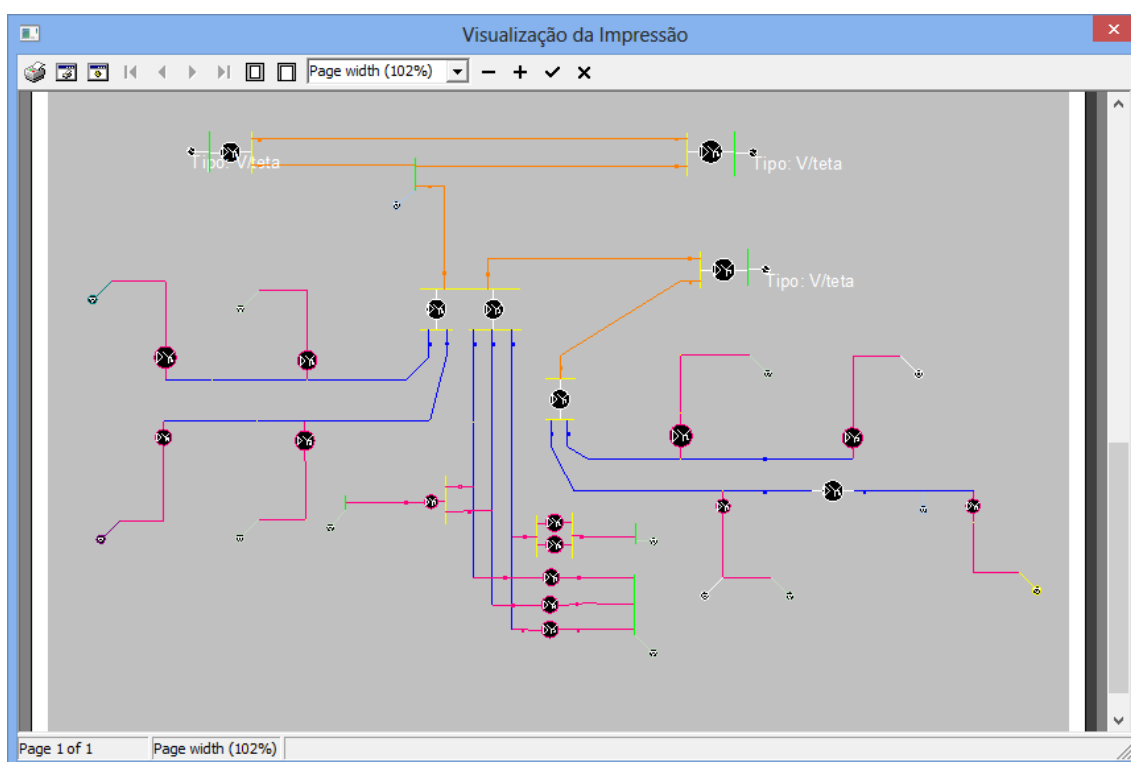 Visualização da Impressão
Page width (102%)
Tipo: V/teta
Tipo: V/teta
Tipo: V/teta
Page 1 of 1
Page width (102%)